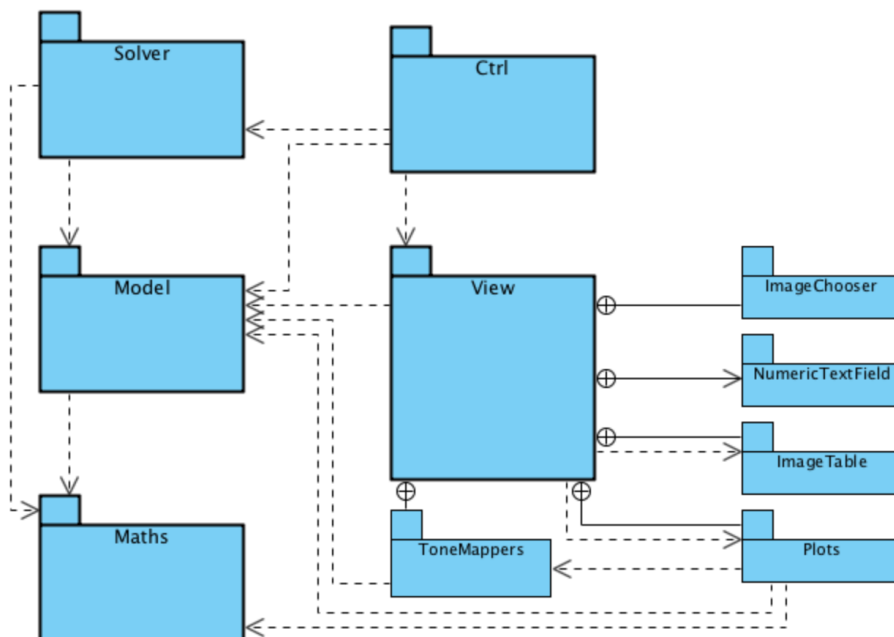 Solver
Ctrl
Model
View
ImageChooser
NumericTextField
ImageTable
Maths
ToneMappers
Plots